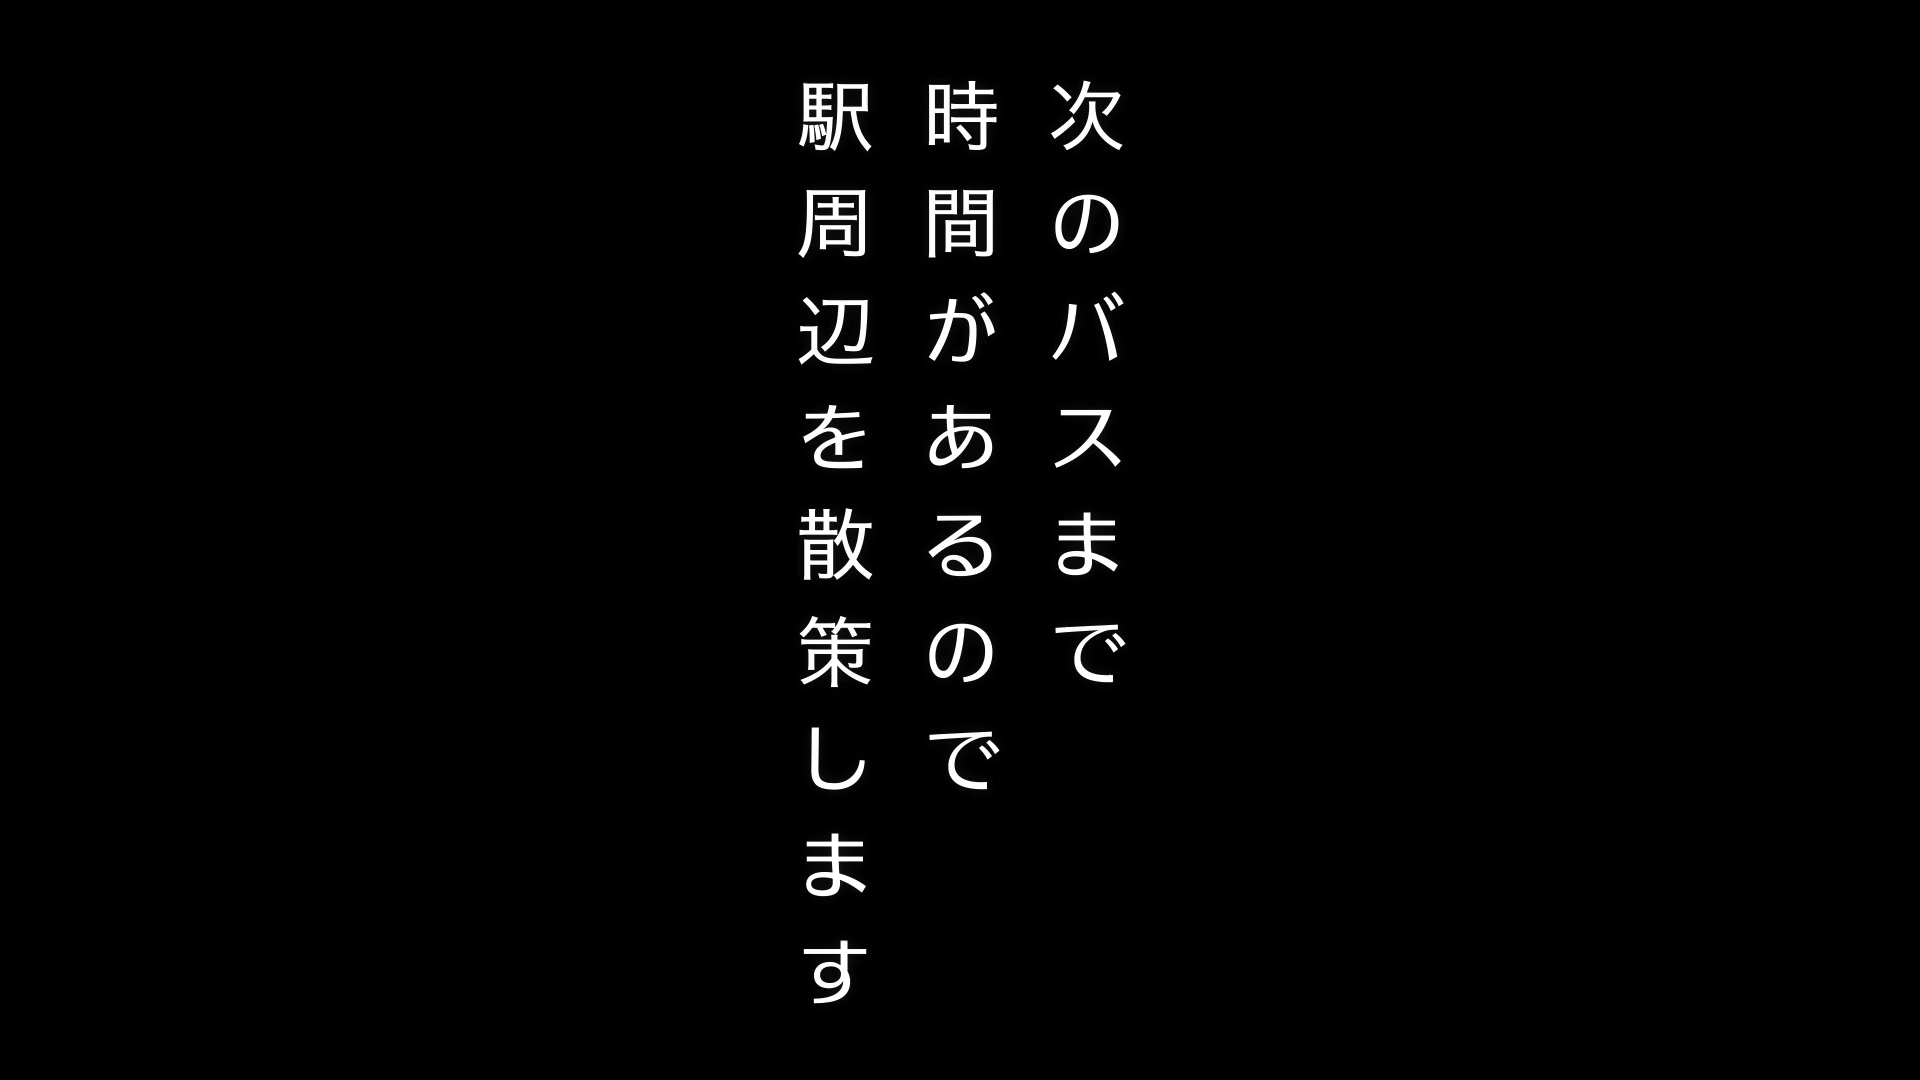 次のバスまで
時間があるので
駅周辺を散策します